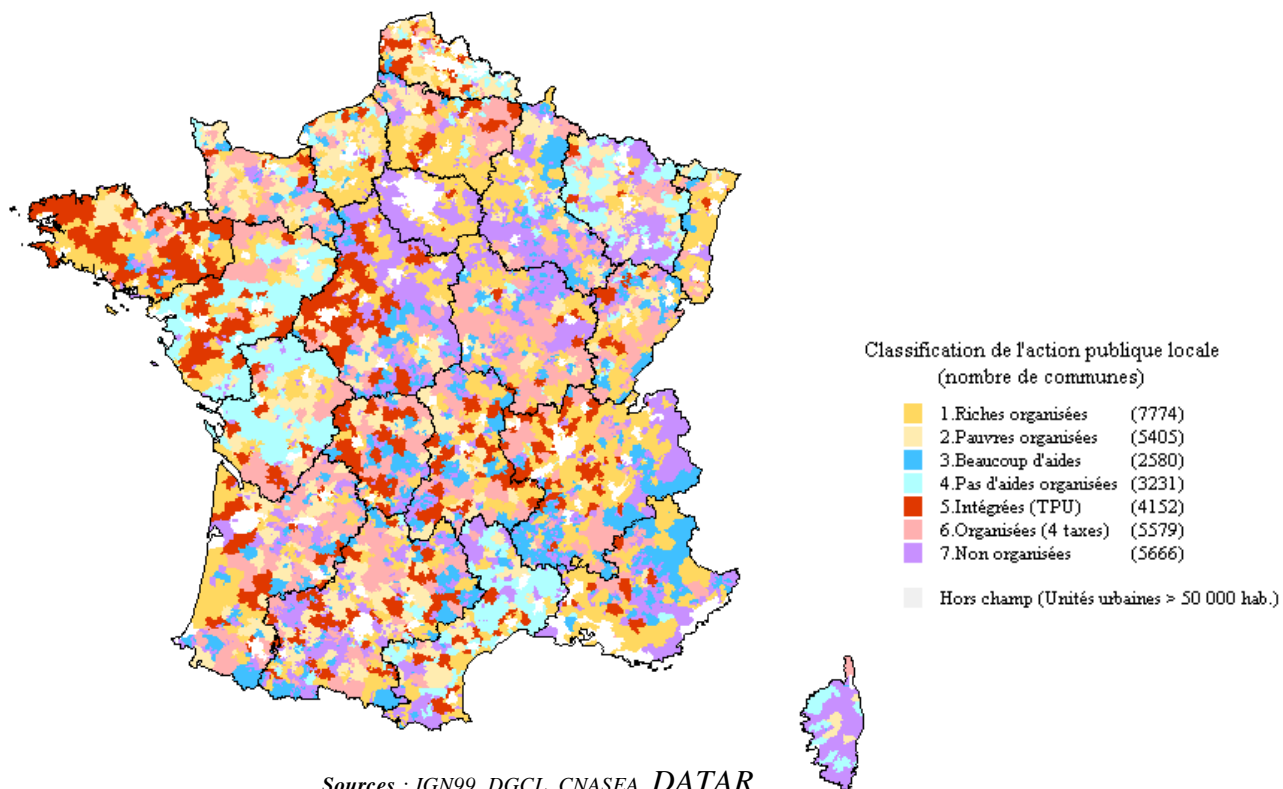 Classification de l'action publique locale
(nombre de communes)
1.Riches organisées (7774)
2.Pauvres organisées (5405)
3.Beaucoup d'aides (2580)
4.Pas d'aides organisées (3231)
5.Intégrées (TPU) (4152)
6.Organisées (4 taxes) (5579)
7.Non organisées (5666)
Hors champ (Unités urbaines > 50 000 hab.)
Sources : IGN99, DGCL, CNASEA, DATAR